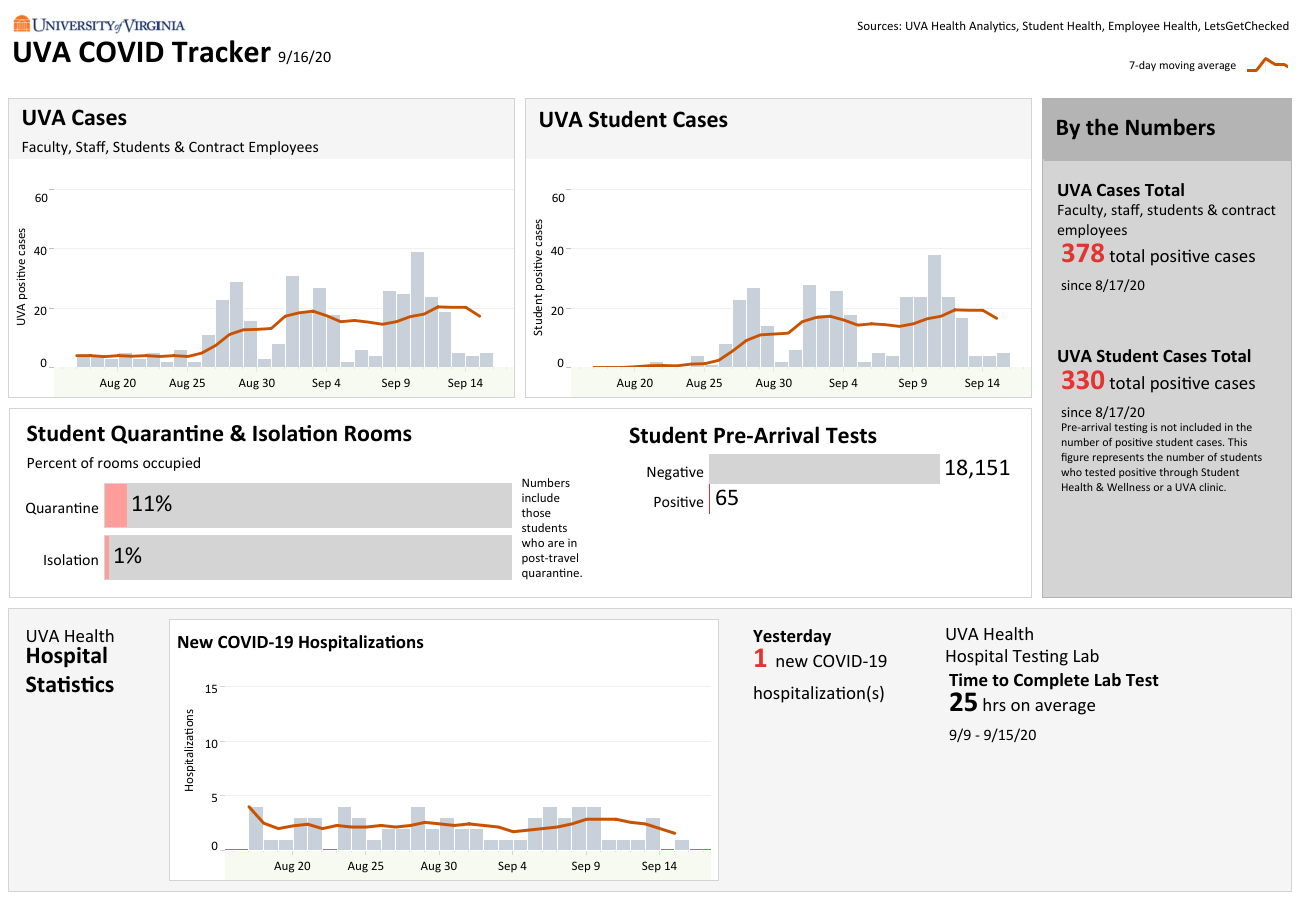 UNIVERSITY of VIRGINIA
UVA COVID Tracker 9/16/20
Sources: UVA Health Analytics, Student Health, Employee Health, LetsGetChecked
7-day moving average
UVA Cases
Faculty, Staff, Students & Contract Employees
UVA positive cases
60
40
20
0
Aug 20 Aug 25 Aug 30 Sep 4 Sep 9 Sep 14
UVA Student Cases
Student positive cases
60
40
20
0
Aug 20 Aug 25 Aug 30 Sep 4 Sep 9 Sep 14
By the Numbers
UVA Cases Total
Faculty, staff, students & contract
employees
378 total positive cases
since 8/17/20
UVA Student Cases Total
330 total positive cases
since 8/17/20
Pre-arrival testing is not included in the
number of positive student cases. This
figure represents the number of students
who tested positive through Student
Health & Wellness or a UVA clinic.
Student Quarantine & Isolation Rooms
Percent of rooms occupied
Quarantine 11%
Isolation 1%
Numbers
include
those
students
who are in
post-travel
quarantine.
Student Pre-Arrival Tests
Negative 18,151
Positive 65
UVA Health
Hospital
Statistics
New COVID-19 Hospitalizations
Hospitalizations
15
10
5
0
Aug 20 Aug 25 Aug 30 Sep 4 Sep 9 Sep 14
Yesterday
1 new COVID-19
hospitalization(s)
UVA Health
Hospital Testing Lab
Time to Complete Lab Test
25 hrs on average
9/9 - 9/15/20